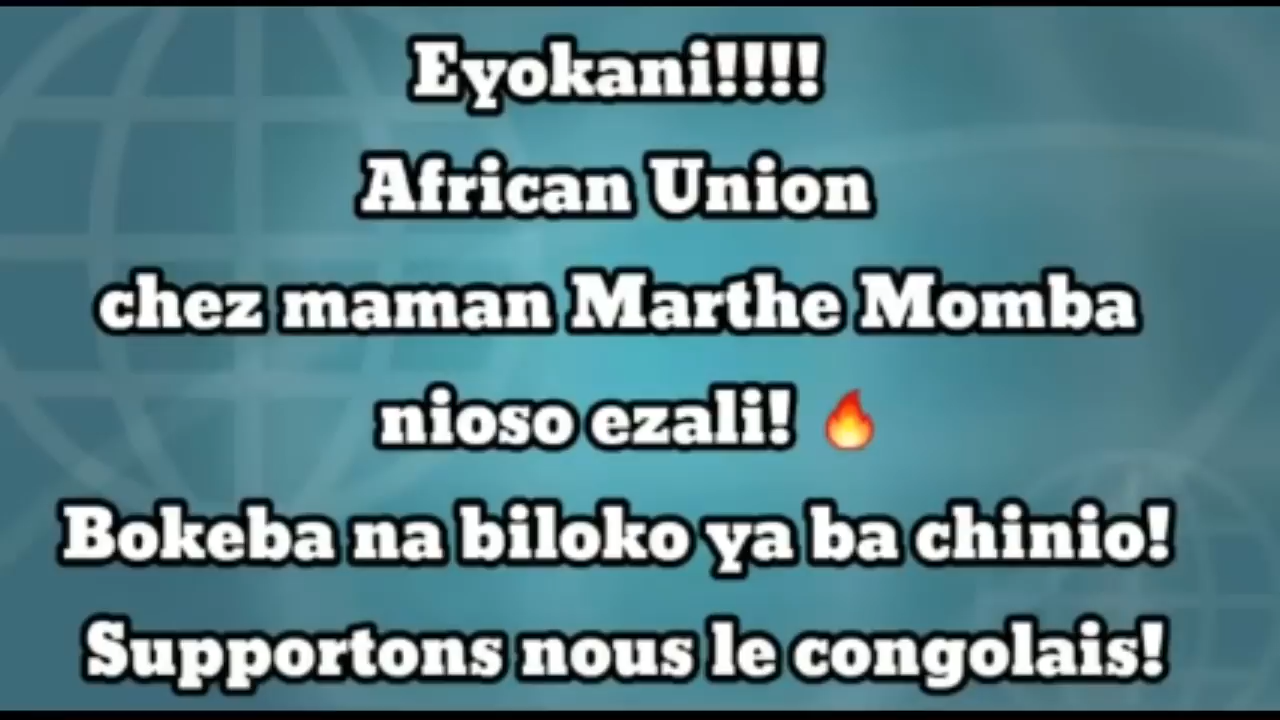 Eyokani!!!!
African Union
chez maman Marthe Momba
nioso ezali! 🔥
Bokeba na biloko ya ba chinio!
Supportons nous le congolais!